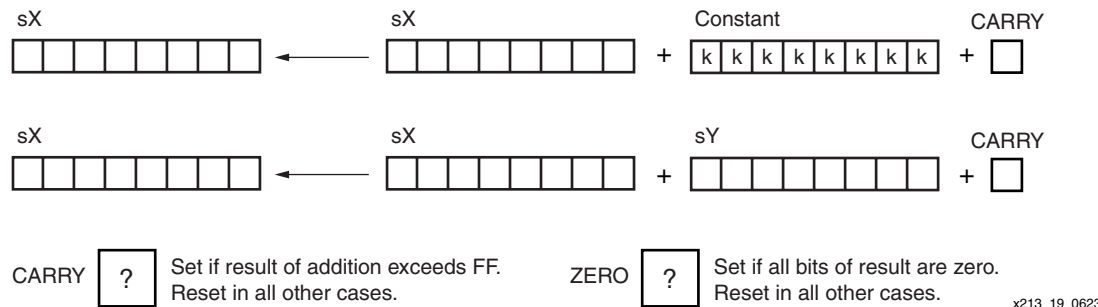 sX sX Constant CARRY
+ k k k k k k k k +
sX sX sY CARRY
+ +
CARRY ? Set if result of addition exceeds FF.
Reset in all other cases.
ZERO ? Set if all bits of result are zero.
Reset in all other cases.
x213_19_0623